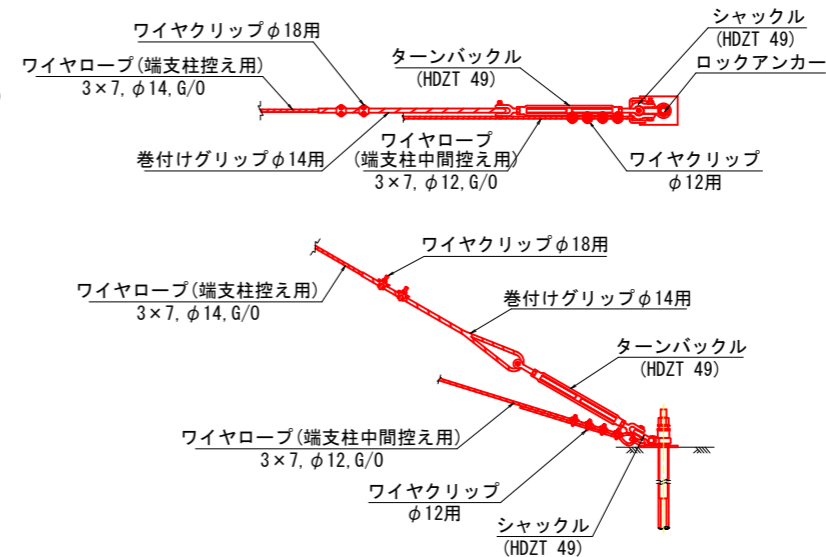 ワイヤクリップφ18用
ワイヤロープ(端支柱控え用)
3×7, φ14, G/O
ターンバックル
(HDZT 49)
シャックル
(HDZT 49)
ロックアンカー
巻付けグリップφ14用
ワイヤロープ
(端支柱中間控え用)
3×7, φ12, G/O
ワイヤクリップ
φ12用
ワイヤクリップφ18用
ワイヤロープ(端支柱控え用)
3×7, φ14, G/O
巻付けグリップφ14用
ターンバックル
(HDZT 49)
ワイヤロープ(端支柱中間控え用)
3×7, φ12, G/O
ワイヤクリップ
φ12用
シャックル
(HDZT 49)